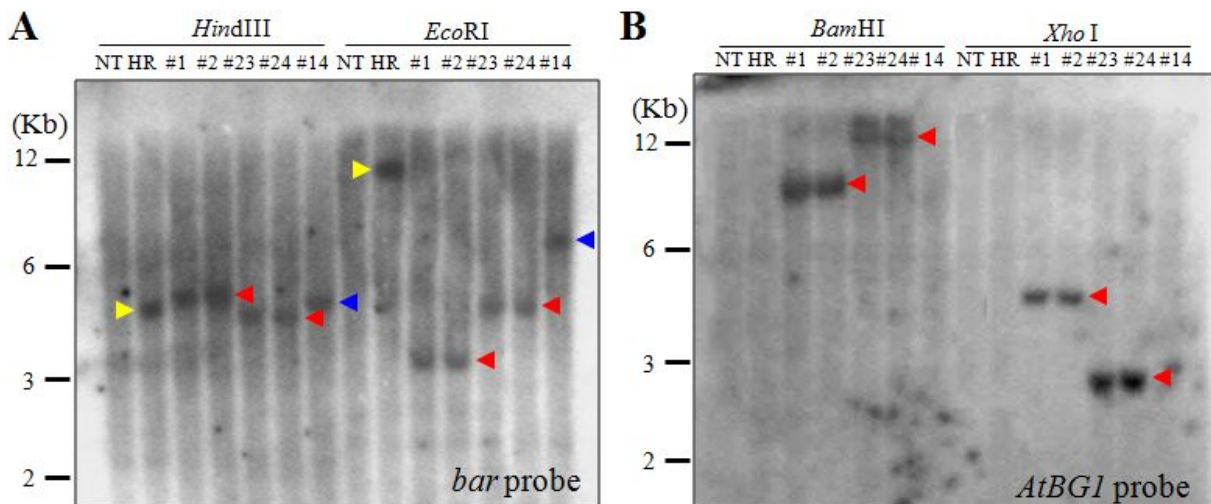 A
HindIII EcoRI
NT HR #1 #2 #23 #24 #14 NT HR #1 #2 #23 #24 #14
(Kb)
12
6
3
2
bar probe
B
BamHI Xho I
NT HR #1 #2 #23 #24 # 14 NT HR #1 #2 #23 #24 #14
(Kb)
12
6
3
2
AtBG1 probe